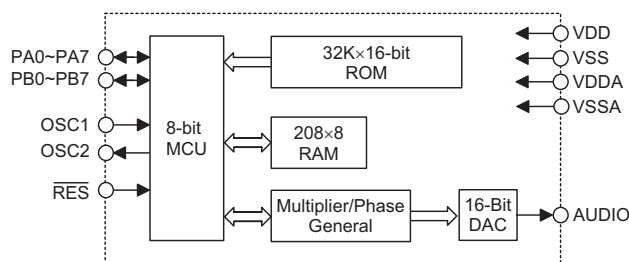 PA0~PA7
PB0~PB7
OSC1
OSC2
RES
8-bit
MCU
32K×16-bit
ROM
208×8
RAM
Multiplier/Phase
General
16-Bit
DAC
VDD
VSS
VDDA
VSSA
AUDIO